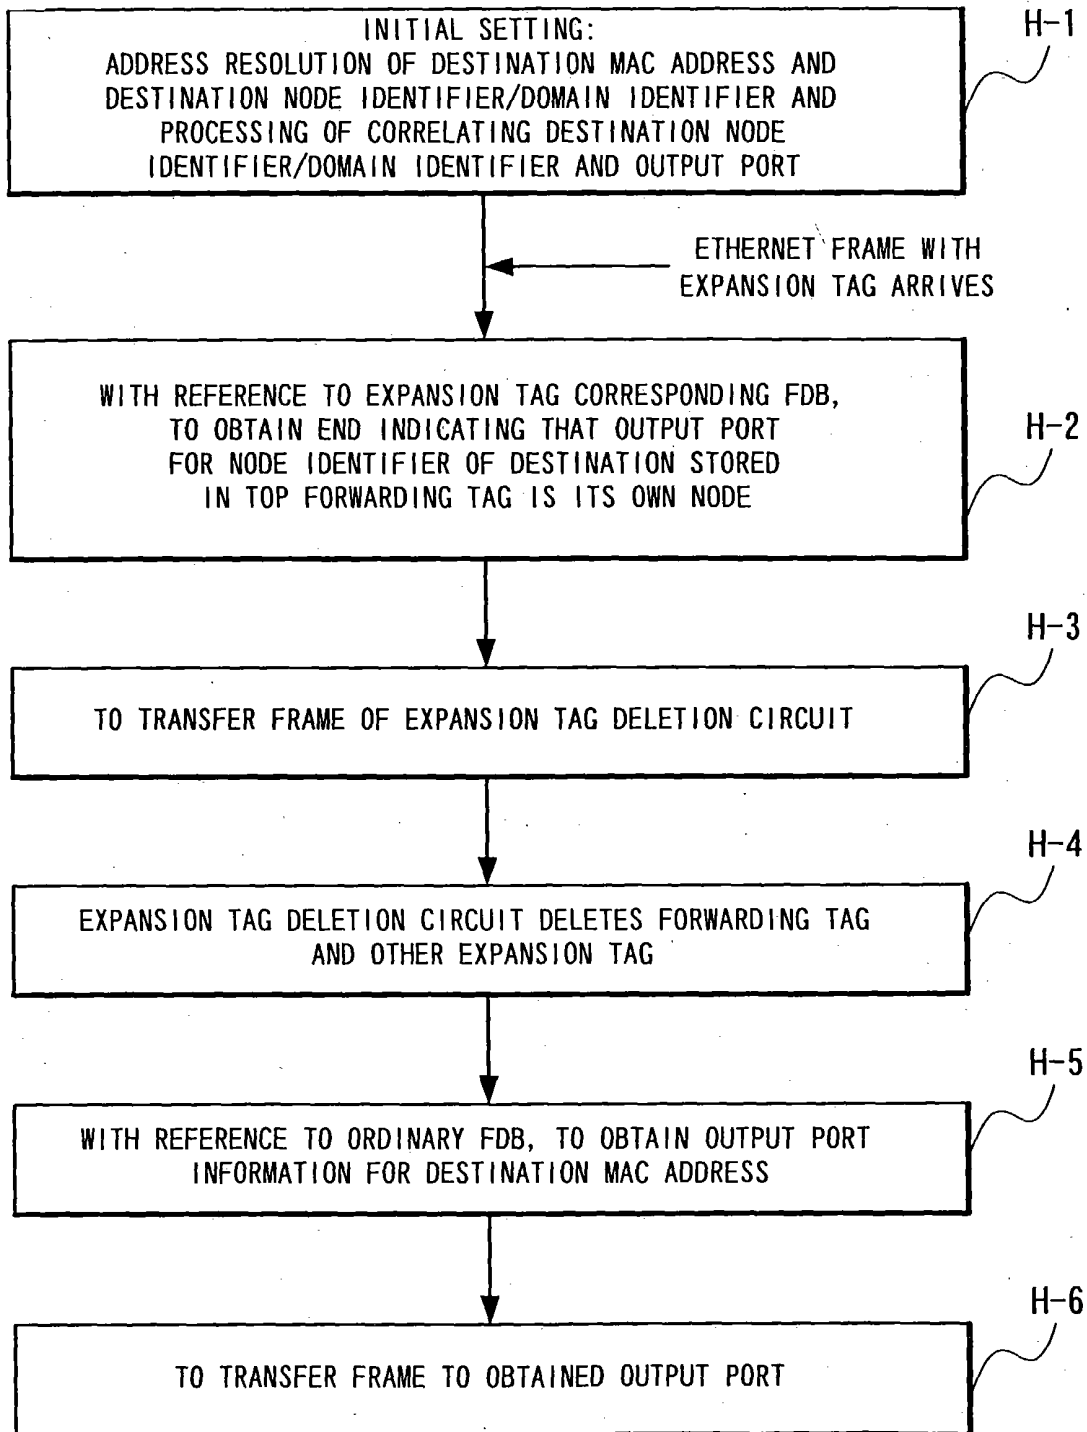 INITIAL SETTING:
ADDRESS RESOLUTION OF DESTINATION MAC ADDRESS AND
DESTINATION NODE IDENTIFIER/DOMAIN IDENTIFIER AND
PROCESSING OF CORRELATING DESTINATION NODE
IDENTIFIER/DOMAIN IDENTIFIER AND OUTPUT PORT
H-1
ETHERNET FRAME WITH
EXPANSION TAG ARRIVES
WITH REFERENCE TO EXPANSION TAG CORRESPONDING FDB,
TO OBTAIN END INDICATING THAT OUTPUT PORT
FOR NODE IDENTIFIER OF DESTINATION STORED
IN TOP FORWARDING TAG IS ITS OWN NODE
H-2
TO TRANSFER FRAME OF EXPANSION TAG DELETION CIRCUIT
H-3
EXPANSION TAG DELETION CIRCUIT DELETES FORWARDING TAG
AND OTHER EXPANSION TAG
H-4
WITH REFERENCE TO ORDINARY FDB, TO OBTAIN OUTPUT PORT
INFORMATION FOR DESTINATION MAC ADDRESS
H-5
TO TRANSFER FRAME TO OBTAINED OUTPUT PORT
H-6